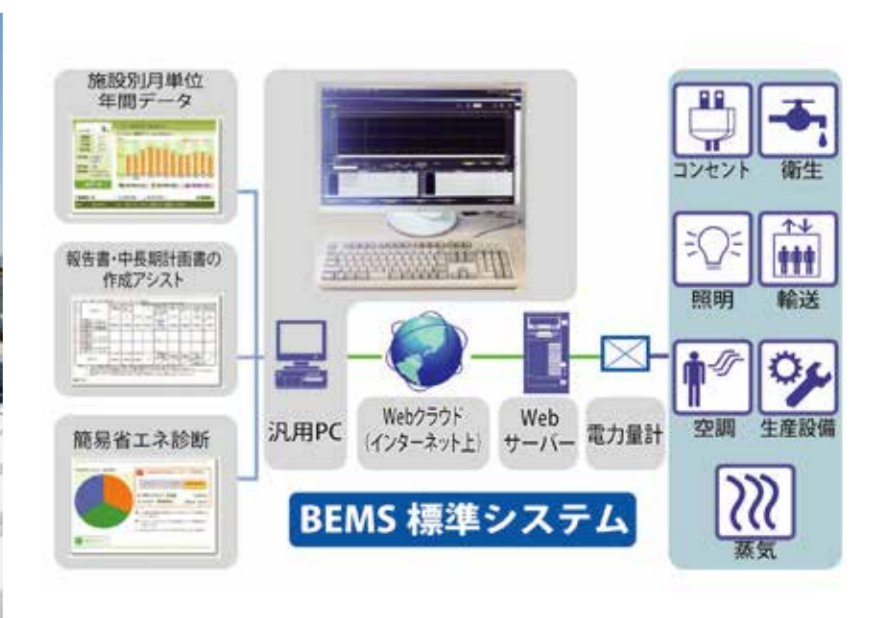 施設別月単位
年間データ
報告書・中長期計画書の
作成アシスト
簡易省エネ診断
汎用PC
Webクラウド
(インターネット上)
Web
サーバー
電力量計
BEMS 標準システム
コンセント
衛生
照明
輸送
空調
生産設備
蒸気